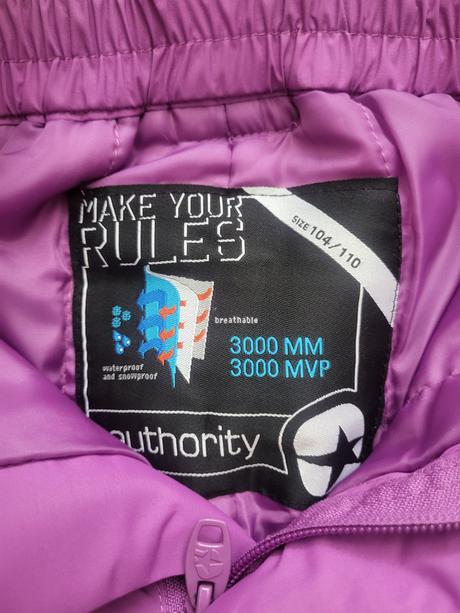 MAKE YOUR
RULES
SIZE 104/110
breathable
3000 MM
3000 MVP
waterproof
and snowproof
authority